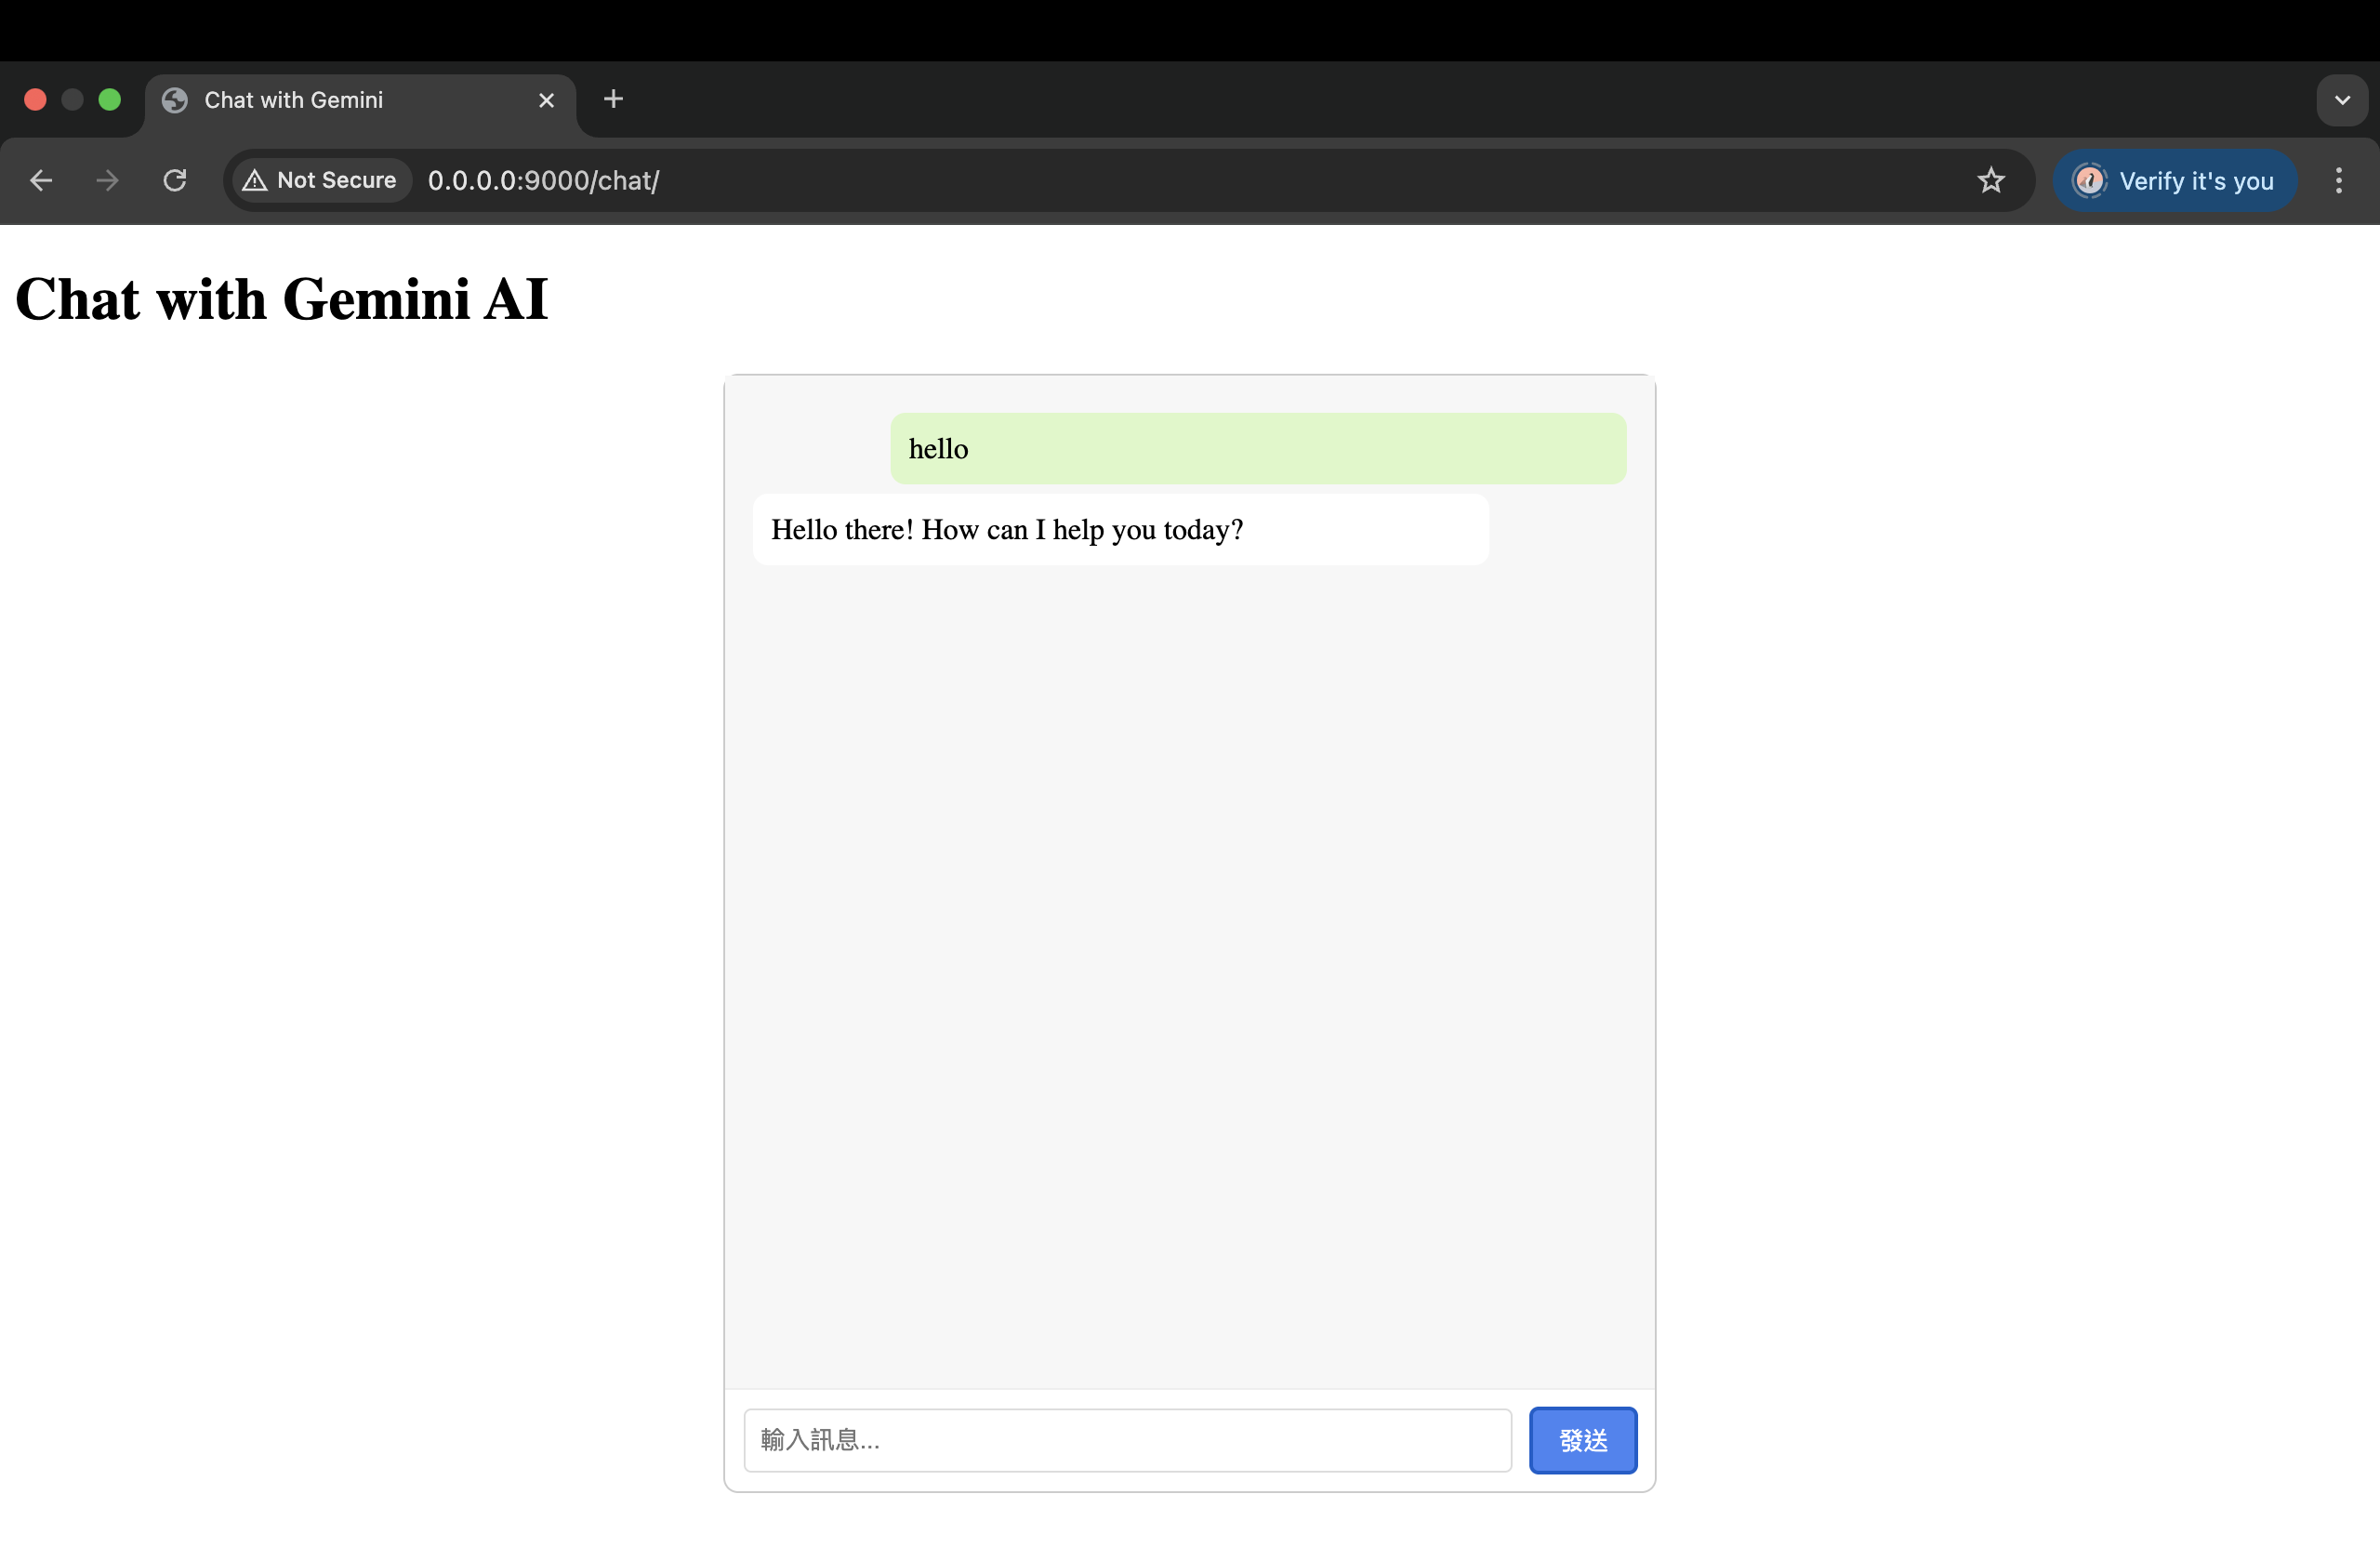 Chat with Gemini
Not Secure
0.0.0.0:9000/chat/
Verify it's you
Chat with Gemini AI
hello
Hello there! How can I help you today?
輸入訊息...
發送